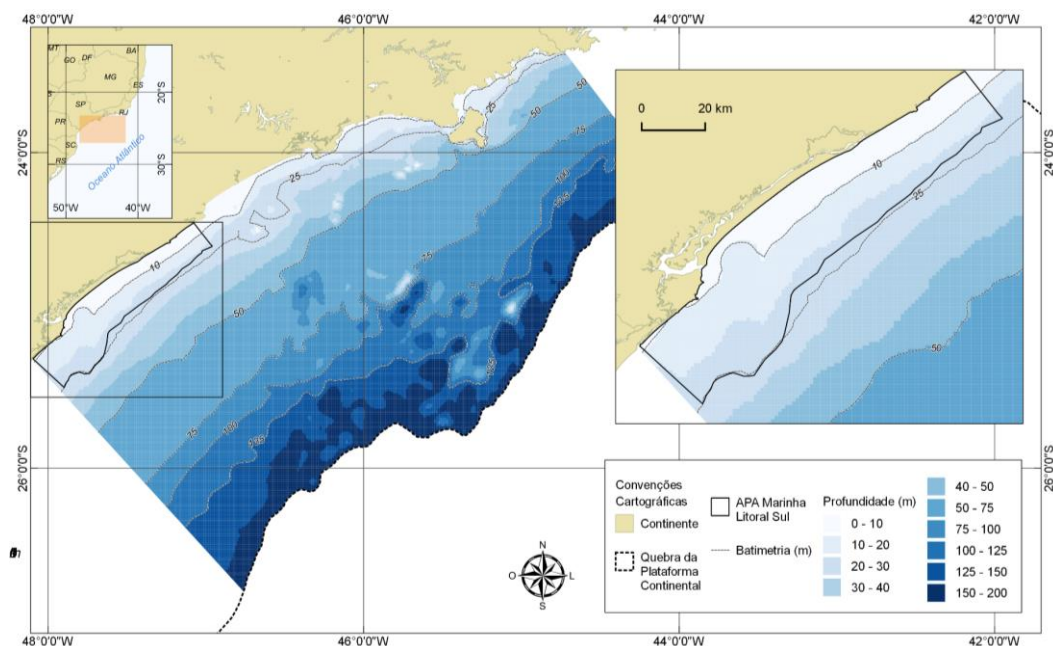 48°0'0"W
46°0'0"W
44°0'0"W
42°0'0"W
MT
GO
DF
BA
MG
ES
SP
RJ
PR
SC
RS
20°S
30°S
Oceano Atlântico
50°W
40°W
0 20 km
10
25
50
25
50
75
100
125
24°0'0"S
24°0'0"S
25
10
50
75
75
100
125
26°0'0"S
26°0'0"S
N
O L
S
Convenções
Cartográficas
Continente
Quebra da
Plataforma
Continental
APA Marinha
Litoral Sul
Batimetria (m)
Profundidade (m)
0 - 10
10 - 20
20 - 30
30 - 40
40 - 50
50 - 75
75 - 100
100 - 125
125 - 150
150 - 200
48°0'0"W
46°0'0"W
44°0'0"W
42°0'0"W